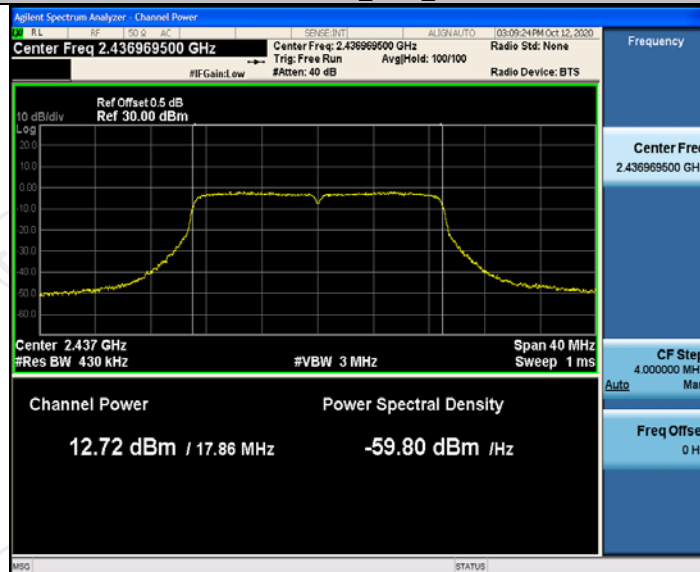 Agilent Spectrum Analyzer - Channel Power
RL RF 50 Ω AC SENSE:INT ALIGNAUTO 03:09:24PM Oct 12, 2020
Center Freq 2.436969500 GHz Center Freq: 2.436969500 GHz Radio Std: None Frequency
Trig: Free Run Avg|Hold: 100/100
#IFGain:Low #Atten: 40 dB Radio Device: BTS
Ref Offset 0.5 dB
10 dB/div Ref 30.00 dBm
Log
20.0
10.0
0.00
-10.0
-20.0
-30.0
-40.0
-50.0
-60.0
Center Fre
2.436969500 GH
Center 2.437 GHz Span 40 MHz
#Res BW 430 kHz #VBW 3 MHz Sweep 1 ms
CF Step
4.000000 MH
Auto Ma
Freq Offse
0 H
Channel Power Power Spectral Density
12.72 dBm / 17.86 MHz -59.80 dBm /Hz
MSG STATUS